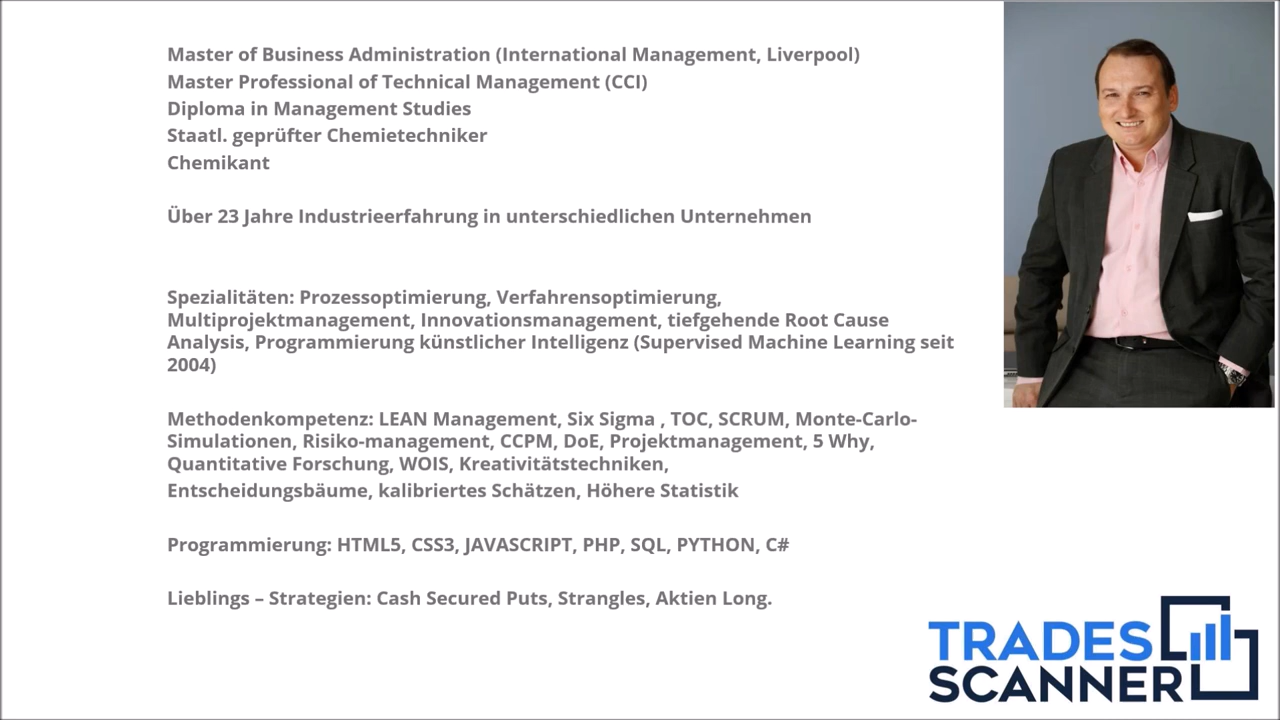 Master of Business Administration (International Management, Liverpool)
Master Professional of Technical Management (CCI)
Diploma in Management Studies
Staatl. geprüfter Chemietechniker
Chemikant
Über 23 Jahre Industrieerfahrung in unterschiedlichen Unternehmen
Spezialitäten: Prozessoptimierung, Verfahrensoptimierung,
Multiprojektmanagement, Innovationsmanagement, tiefgehende Root Cause
Analysis, Programmierung künstlicher Intelligenz (Supervised Machine Learning seit
2004)
Methodenkompetenz: LEAN Management, Six Sigma , TOC, SCRUM, Monte-Carlo-
Simulationen, Risiko-management, CCPM, DoE, Projektmanagement, 5 Why,
Quantitative Forschung, WOIS, Kreativitätstechniken,
Entscheidungsbäume, kalibriertes Schätzen, Höhere Statistik
Programmierung: HTML5, CSS3, JAVASCRIPT, PHP, SQL, PYTHON, C#
Lieblings – Strategien: Cash Secured Puts, Strangles, Aktien Long.
TRADES
SCANNER